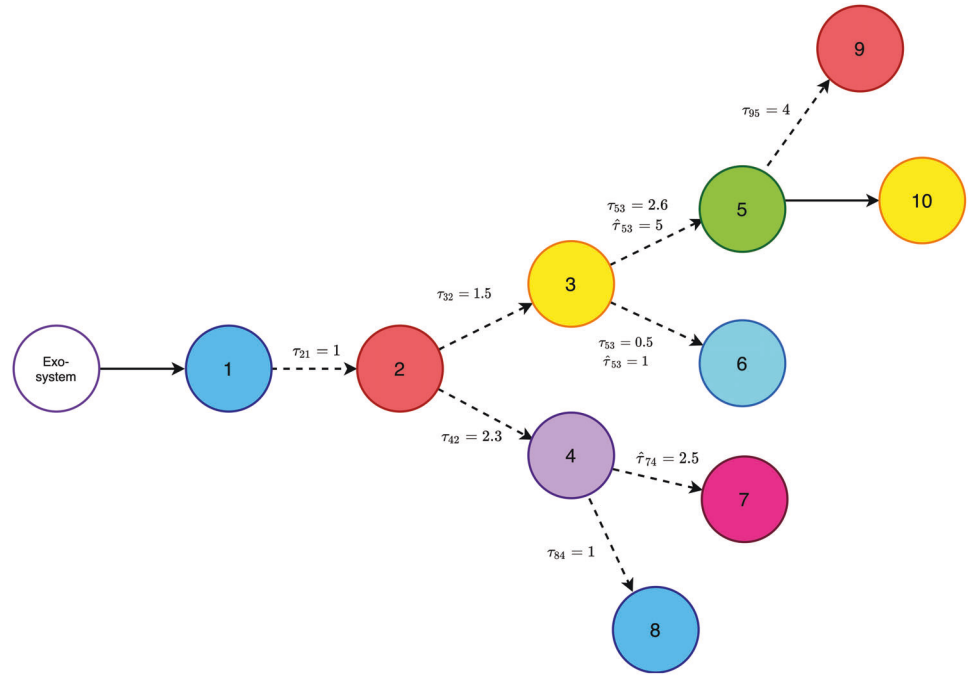 9
τ₉₅ = 4
10
τ₅₃ = 2.6
τ̂₅₃ = 5
5
3
τ₃₂ = 1.5
τ₅₃ = 0.5
τ̂₅₃ = 1
6
Exo-
system
1
τ₂₁ = 1
2
τ₄₂ = 2.3
4
τ̂₇₄ = 2.5
7
τ₈₄ = 1
8